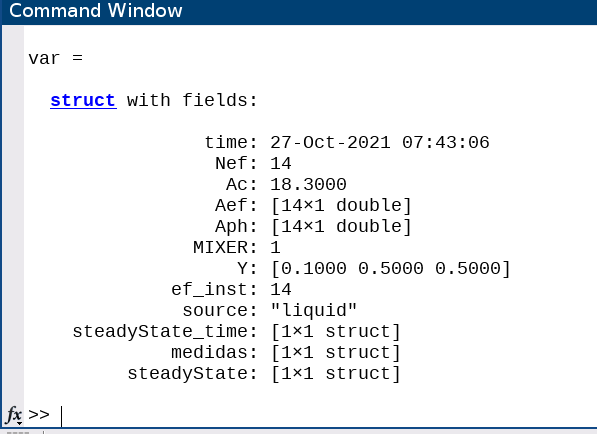 Command Window
var =
struct with fields:
time: 27-Oct-2021 07:43:06
Nef: 14
Ac: 18.3000
Aef: [14×1 double]
Aph: [14×1 double]
MIXER: 1
Y: [0.1000 0.5000 0.5000]
ef_inst: 14
source: "liquid"
steadyState_time: [1×1 struct]
medidas: [1×1 struct]
steadyState: [1×1 struct]
fx >>